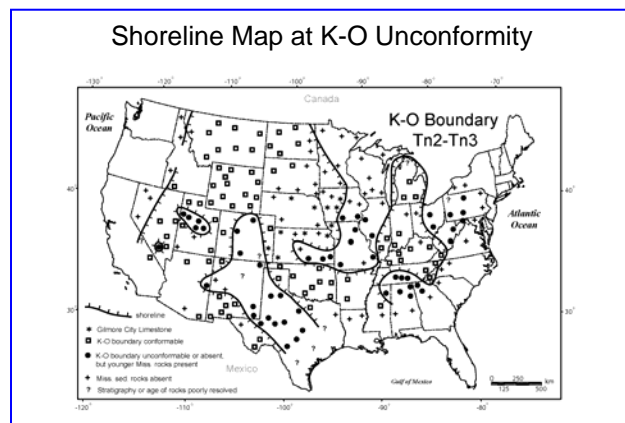 Shoreline Map at K-O Unconformity
-130° -120° -110° -100° -90° -80° -70°
Canada
Pacific
Ocean
K-O Boundary
Tn2-Tn3
40
40
Atlantic
Ocean
30
30
shoreline
Gilmore City Limestone
K-O boundary conformable
K-O boundary unconformable or absent,
but younger Miss. rocks present
Miss. sed. rocks absent
? Stratigraphy or age of rocks poorly resolved
Mexico
Gulf of Mexico
0 250 km
125 500
-120° -110° -100° -90° -80°